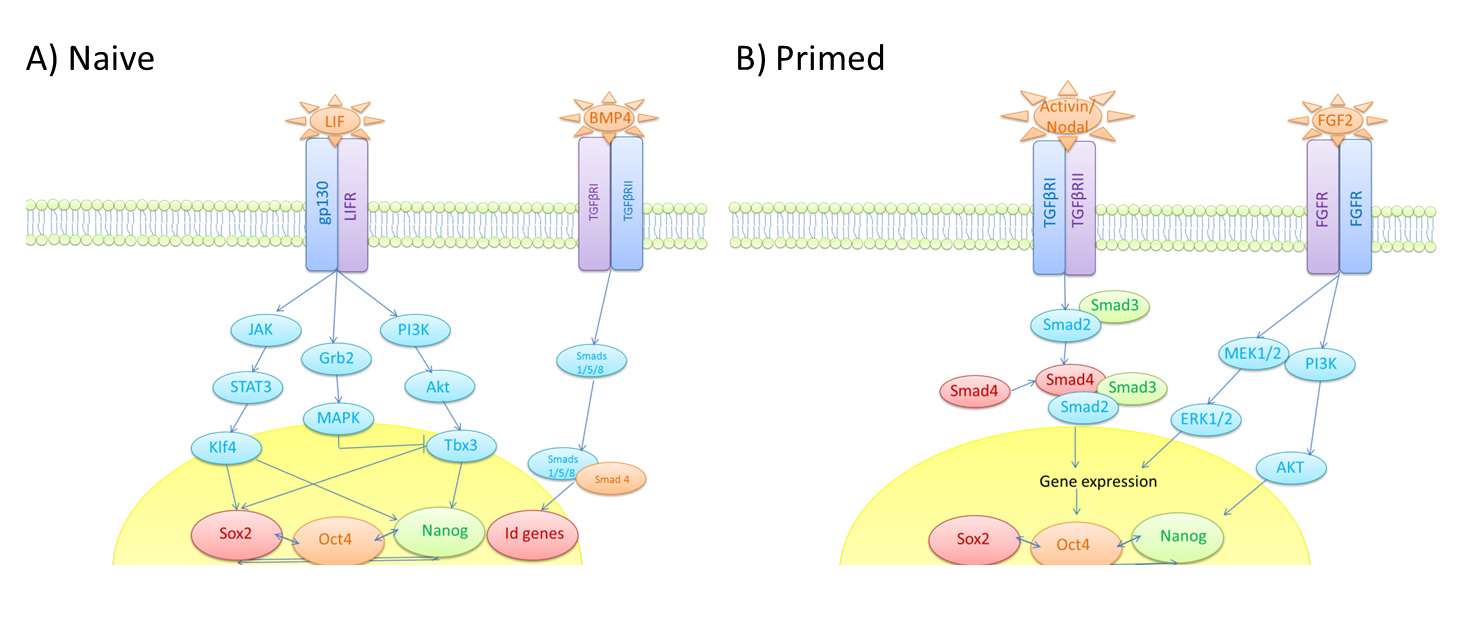 A) Naive
B) Primed
LIF
BMP4
gp130
LIFR
TGFβRI
TGFβRII
JAK
Grb2
PI3K
STAT3
Akt
MAPK
Klf4
Tbx3
Smads
1/5/8
Smads
1/5/8
Smad 4
Sox2
Oct4
Nanog
Id genes
Activin/
Nodal
FGF2
TGFβRI
TGFβRII
FGFR
FGFR
Smad3
Smad2
Smad4
Smad4
Smad3
Smad2
MEK1/2
PI3K
ERK1/2
AKT
Gene expression
Sox2
Oct4
Nanog